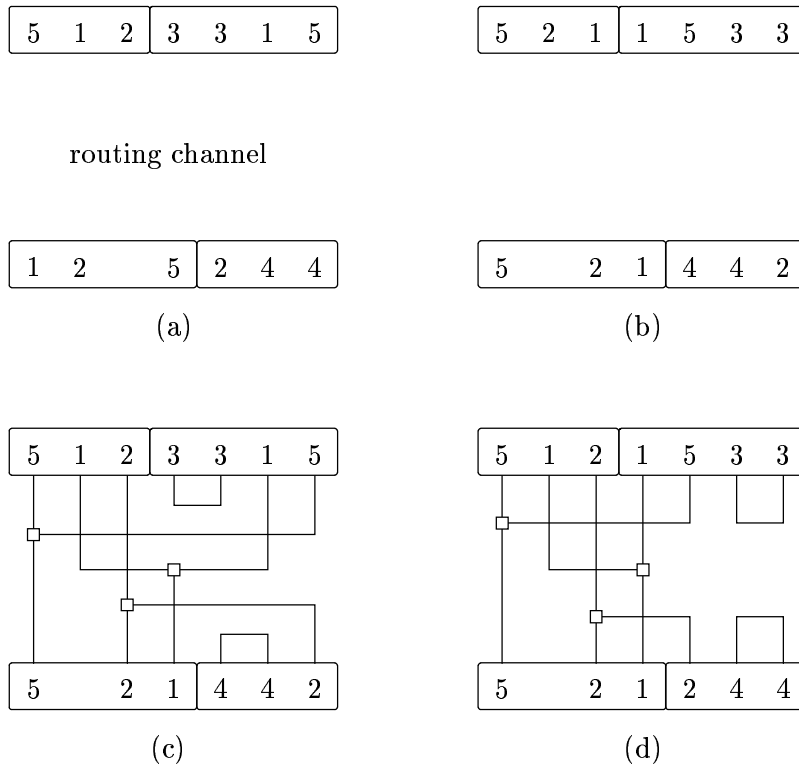 5 1 2 3 3 1 5
5 2 1 1 5 3 3
routing channel
1 2 5 2 4 4
5 2 1 4 4 2
(a)
(b)
5 1 2 3 3 1 5
5 1 2 1 5 3 3
5 2 1 4 4 2
5 2 1 2 4 4
(c)
(d)